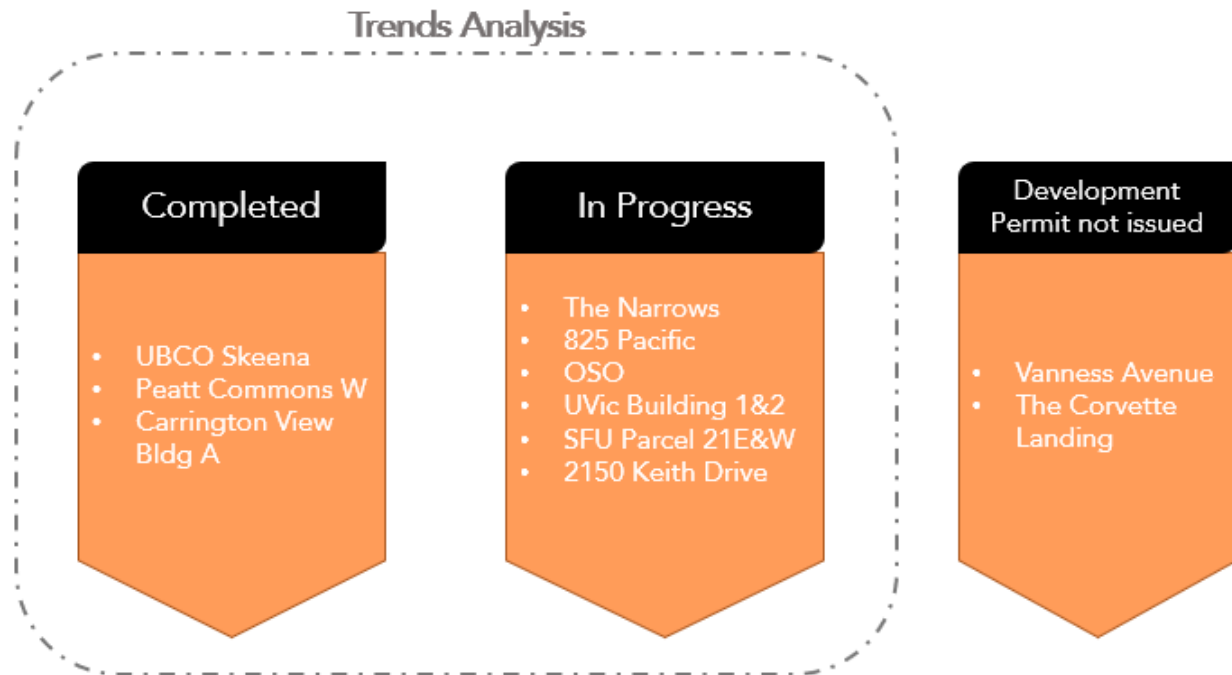 Trends Analysis
Completed
• UBCO Skeena
• Peatt Commons W
• Carrington View
Bldg A
In Progress
• The Narrows
• 825 Pacific
• OSO
• UVic Building 1&2
• SFU Parcel 21E&W
• 2150 Keith Drive
Development
Permit not issued
• Vanness Avenue
• The Corvette
Landing